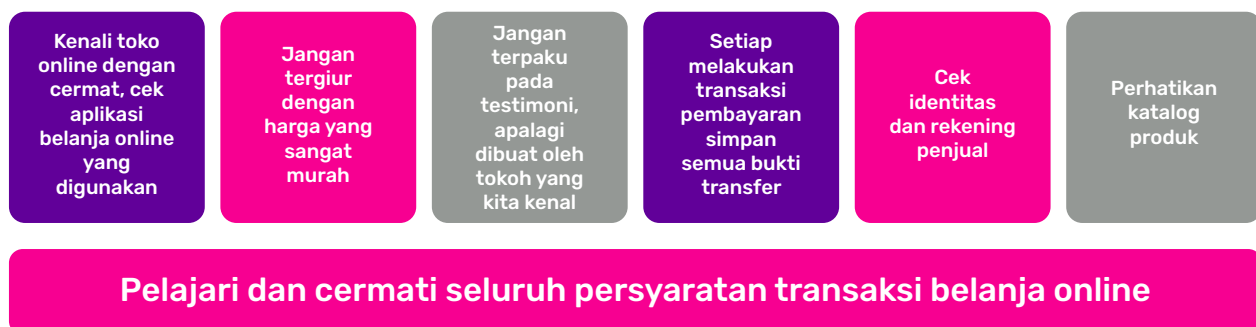 Kenali toko
online dengan
cermat, cek
aplikasi
belanja online
yang
digunakan
Jangan
tergiur
dengan
harga yang
sangat
murah
Jangan
terpaku
pada
testimoni,
apalagi
dibuat oleh
tokoh yang
kita kenal
Setiap
melakukan
transaksi
pembayaran
simpan
semua bukti
transfer
Cek
identitas
dan rekening
penjual
Perhatikan
katalog
produk
Pelajari dan cermati seluruh persyaratan transaksi belanja online